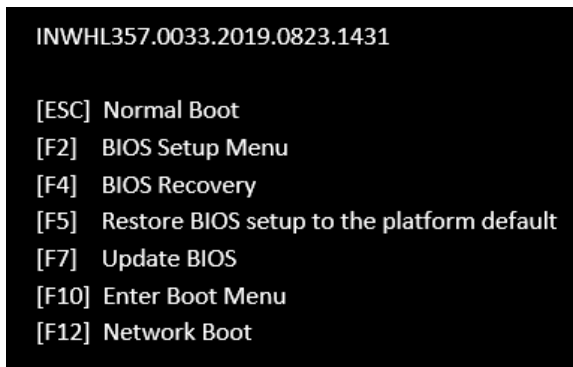 INWHL357.0033.2019.0823.1431
[ESC] Normal Boot
[F2] BIOS Setup Menu
[F4] BIOS Recovery
[F5] Restore BIOS setup to the platform default
[F7] Update BIOS
[F10] Enter Boot Menu
[F12] Network Boot